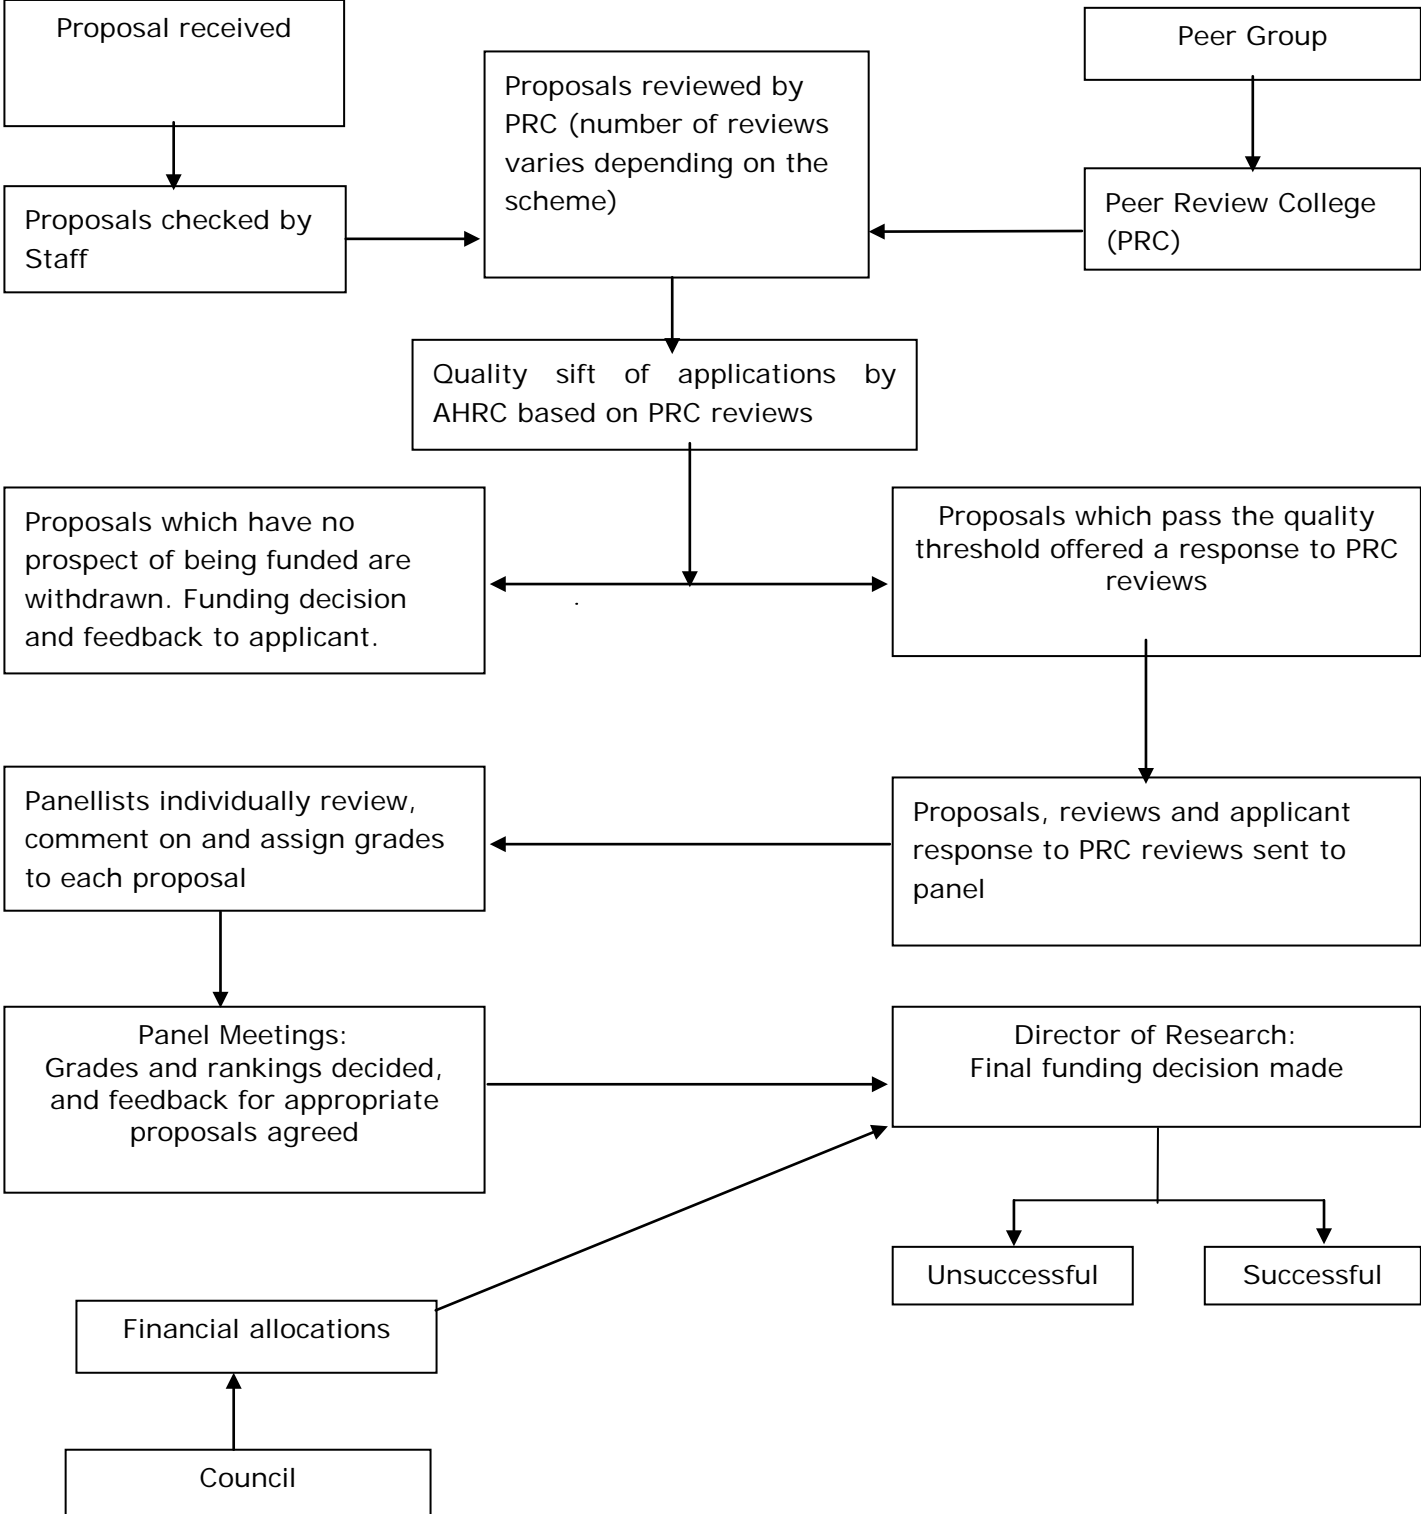 Proposal received
Peer Group
Proposals reviewed by
PRC (number of reviews
varies depending on the
scheme)
Proposals checked by
Staff
Peer Review College
(PRC)
Quality sift of applications by
AHRC based on PRC reviews
Proposals which have no
prospect of being funded are
withdrawn. Funding decision
and feedback to applicant.
Proposals which pass the quality
threshold offered a response to PRC
reviews
Panellists individually review,
comment on and assign grades
to each proposal
Proposals, reviews and applicant
response to PRC reviews sent to
panel
Panel Meetings:
Grades and rankings decided,
and feedback for appropriate
proposals agreed
Director of Research:
Final funding decision made
Unsuccessful
Successful
Financial allocations
Council